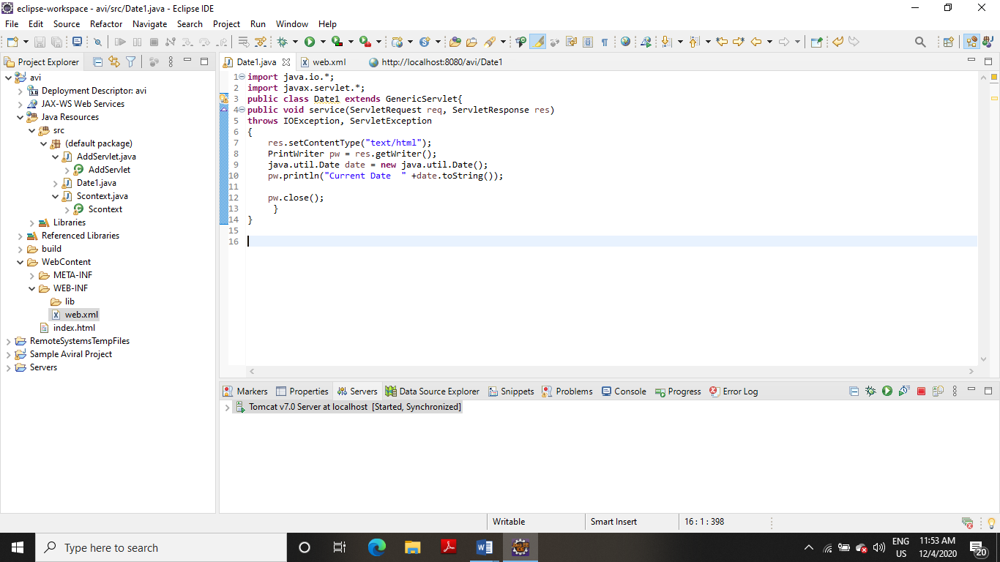 eclipse-workspace - avi/src/Date1.java - Eclipse IDE
File Edit Source Refactor Navigate Search Project Run Window Help
Project Explorer
avi
Deployment Descriptor: avi
JAX-WS Web Services
Java Resources
src
(default package)
AddServlet.java
AddServlet
Date1.java
Scontext.java
Scontext
Libraries
Referenced Libraries
build
WebContent
META-INF
WEB-INF
lib
web.xml
index.html
RemoteSystemsTempFiles
Sample Aviral Project
Servers
Date1.java web.xml http://localhost:8080/avi/Date1
1 import java.io.*;
2 import javax.servlet.*;
3 public class Date1 extends GenericServlet{
4 public void service(ServletRequest req, ServletResponse res)
5 throws IOException, ServletException
6 {
7 res.setContentType("text/html");
8 PrintWriter pw = res.getWriter();
9 java.util.Date date = new java.util.Date();
10 pw.println("Current Date  " +date.toString());
11
12 pw.close();
13 }
14 }
15
16
Markers Properties Servers Data Source Explorer Snippets Problems Console Progress Error Log
Tomcat v7.0 Server at localhost [Started, Synchronized]
Writable Smart Insert 16 : 1 : 398
Type here to search
ENG
US
11:53 AM
12/4/2020
20